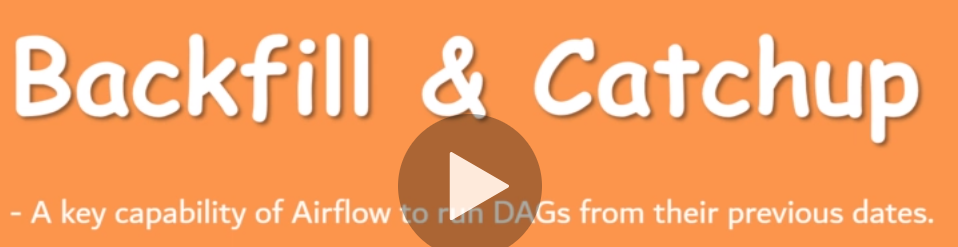 Backfill & Catchup
- A key capability of Airflow to run DAGs from their previous dates.